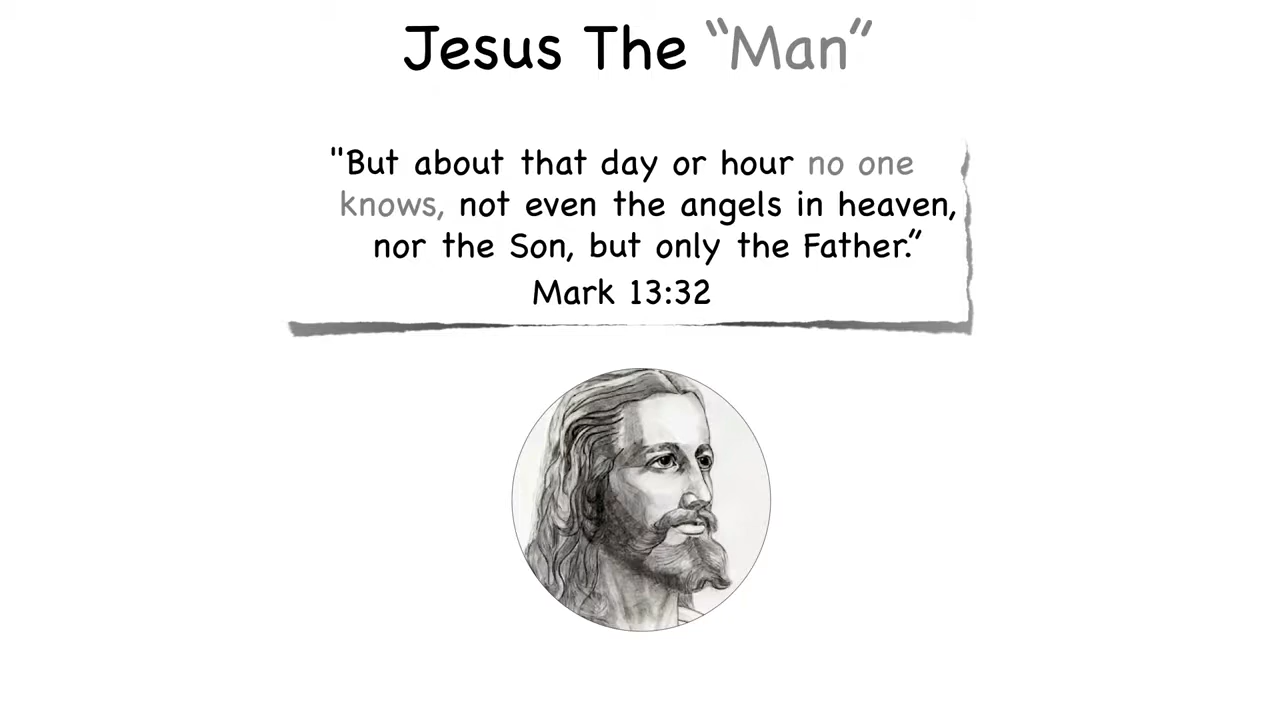 Jesus The “Man”
"But about that day or hour no one
knows, not even the angels in heaven,
nor the Son, but only the Father.”
Mark 13:32